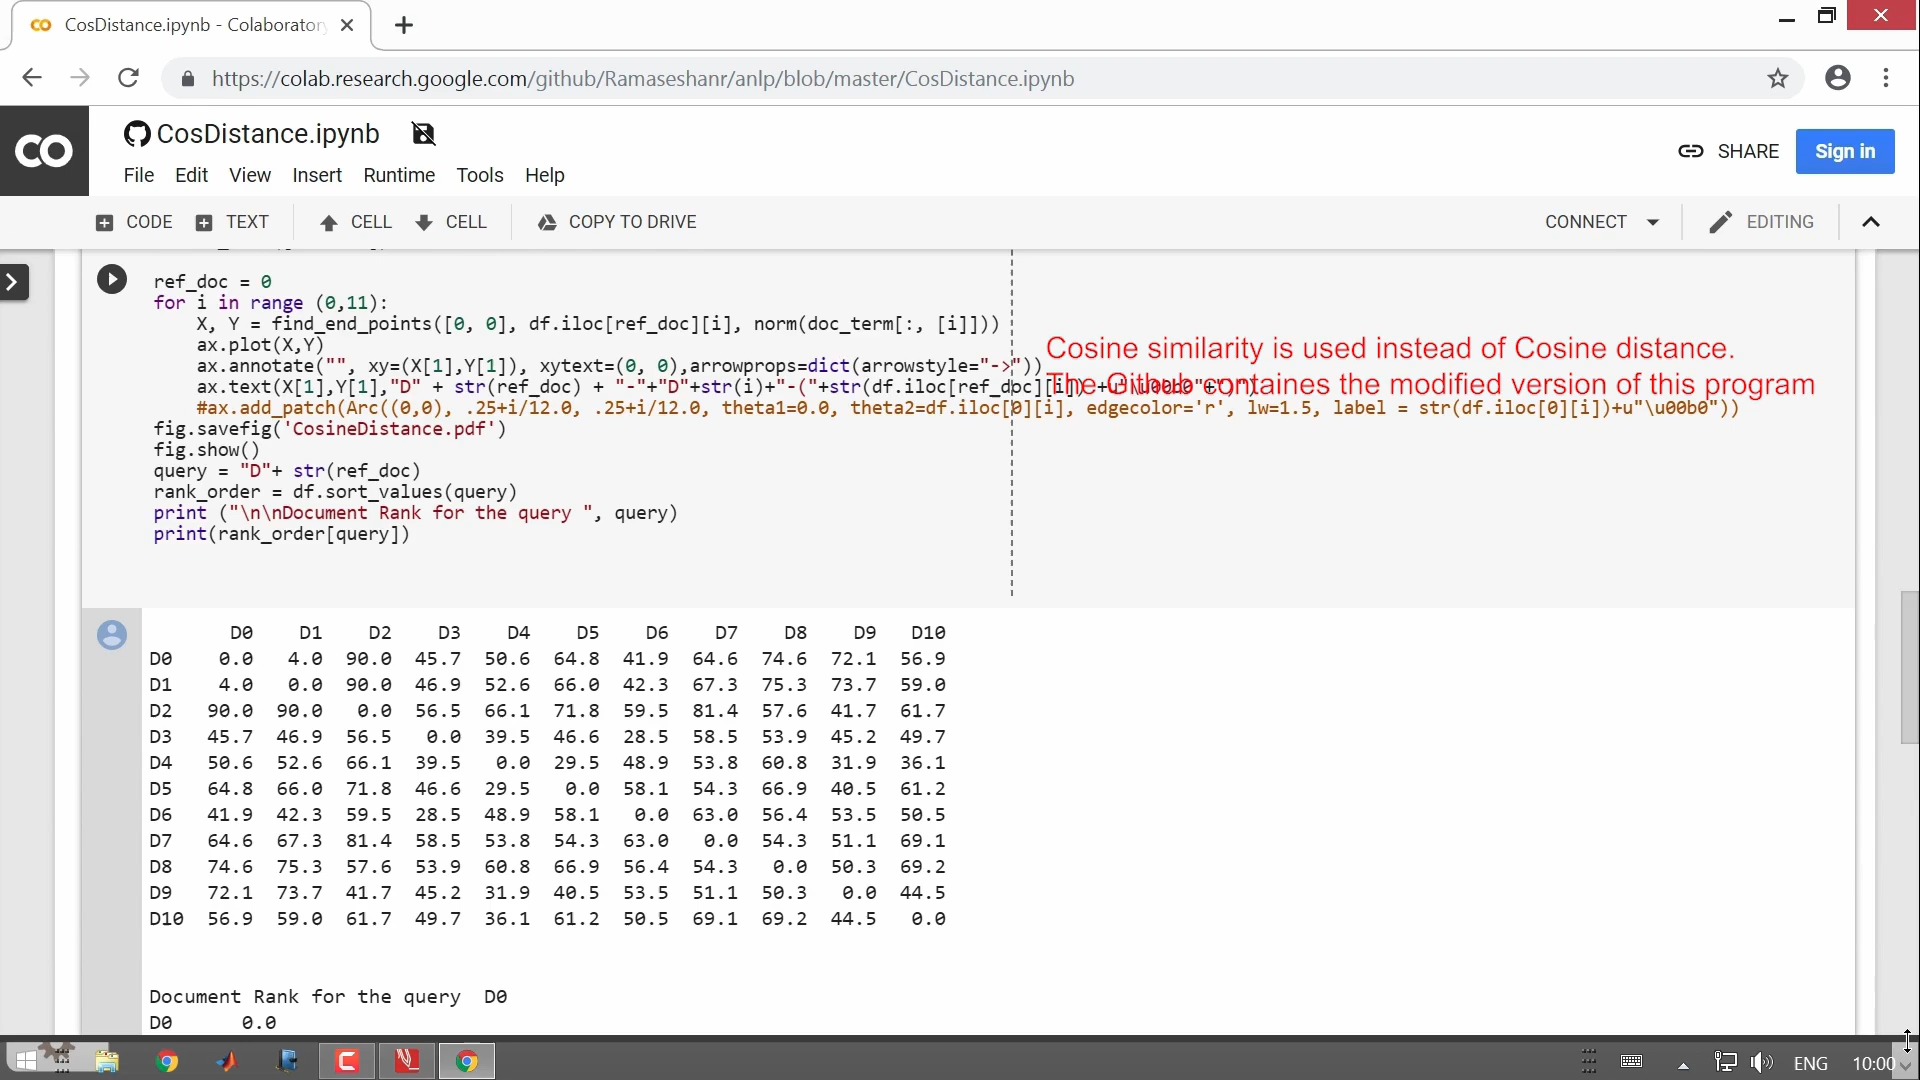 CosDistance.ipynb - Colaboratory
https://colab.research.google.com/github/Ramaseshanr/anlp/blob/master/CosDistance.ipynb
CO
CosDistance.ipynb
File Edit View Insert Runtime Tools Help
SHARE Sign in
CODE TEXT CELL CELL COPY TO DRIVE CONNECT EDITING
ref_doc = 0
for i in range (0,11):
X, Y = find_end_points([0, 0], df.iloc[ref_doc][i], norm(doc_term[:, [i]]))
ax.plot(X,Y)
Cosine similarity is used instead of Cosine distance.
ax.annotate("", xy=(X[1],Y[1]), xytext=(0, 0),arrowprops=dict(arrowstyle="->"))
ax.text(X[1],Y[1],"D" + str(ref_doc) + "-"+"D"+str(i)+"-("+str(df.iloc[ref_doc][i]) +u"\u00b0"+")")
The Github containes the modified version of this program
#ax.add_patch(Arc((0,0), .25+i/12.0, .25+i/12.0, theta1=0.0, theta2=df.iloc[0][i], edgecolor='r', lw=1.5, label = str(df.iloc[0][i])+u"\u00b0"))
fig.savefig('CosineDistance.pdf')
fig.show()
query = "D"+ str(ref_doc)
rank_order = df.sort_values(query)
print ("\n\nDocument Rank for the query ", query)
print(rank_order[query])
D0 D1 D2 D3 D4 D5 D6 D7 D8 D9 D10
D0 0.0 4.0 90.0 45.7 50.6 64.8 41.9 64.6 74.6 72.1 56.9
D1 4.0 0.0 90.0 46.9 52.6 66.0 42.3 67.3 75.3 73.7 59.0
D2 90.0 90.0 0.0 56.5 66.1 71.8 59.5 81.4 57.6 41.7 61.7
D3 45.7 46.9 56.5 0.0 39.5 46.6 28.5 58.5 53.9 45.2 49.7
D4 50.6 52.6 66.1 39.5 0.0 29.5 48.9 53.8 60.8 31.9 36.1
D5 64.8 66.0 71.8 46.6 29.5 0.0 58.1 54.3 66.9 40.5 61.2
D6 41.9 42.3 59.5 28.5 48.9 58.1 0.0 63.0 56.4 53.5 50.5
D7 64.6 67.3 81.4 58.5 53.8 54.3 63.0 0.0 54.3 51.1 69.1
D8 74.6 75.3 57.6 53.9 60.8 66.9 56.4 54.3 0.0 50.3 69.2
D9 72.1 73.7 41.7 45.2 31.9 40.5 53.5 51.1 50.3 0.0 44.5
D10 56.9 59.0 61.7 49.7 36.1 61.2 50.5 69.1 69.2 44.5 0.0
Document Rank for the query D0
D0 0.0
ENG 10:00